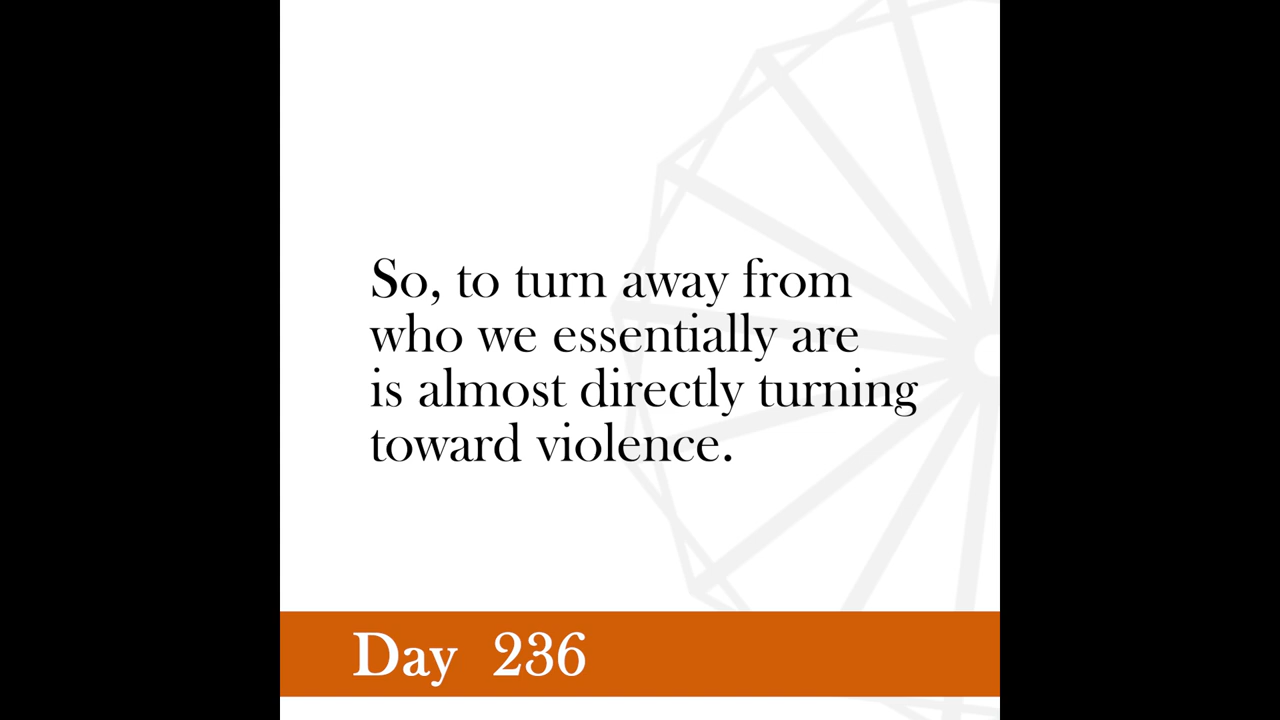 So, to turn away from
who we essentially are
is almost directly turning
toward violence.
Day 236